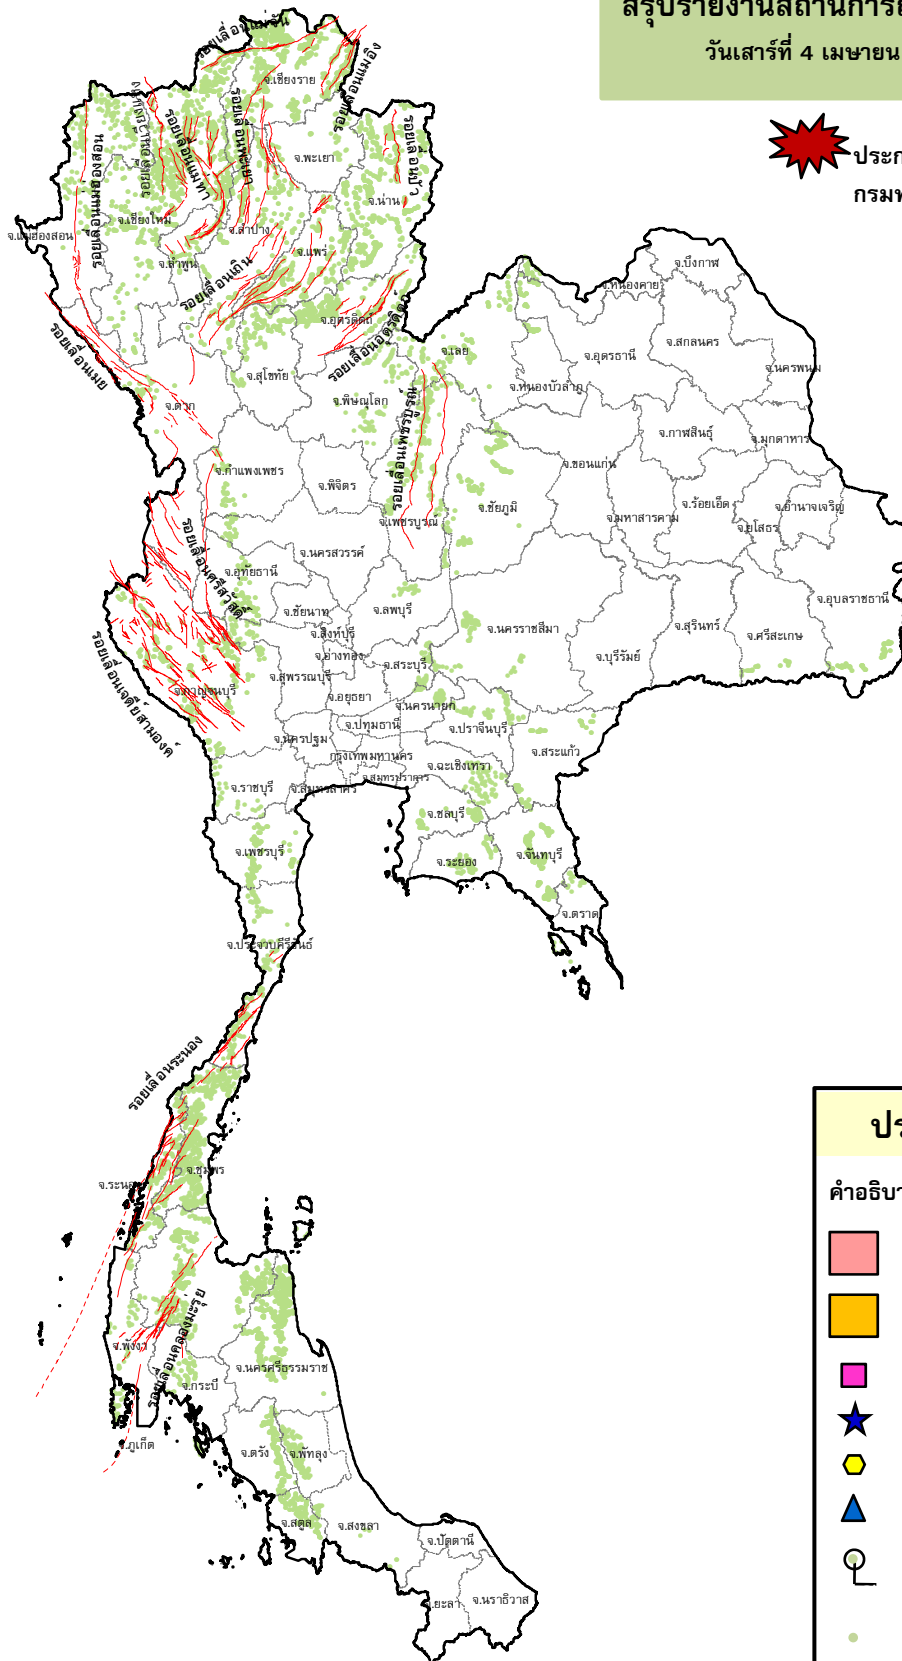 วันเสาร์ที่ 4 เมษายน
รอยเลื่อนแม่จัน
จ.เชียงราย
รอยเลื่อนแม่อิง
รอยเลื่อนแม่ฮ่องสอน
รอยเลื่อนแม่ทา
รอยเลื่อนพะเยา
รอยเลื่อนปัว
จ.พะเยา
จ.น่าน
จ.แม่ฮ่องสอน
จ.เชียงใหม่
จ.ลำปาง
จ.แพร่
จ.ลำพูน
รอยเลื่อนเถิน
จ.อุตรดิตถ์
รอยเลื่อนอุตรดิตถ์
รอยเลื่อนเมย
จ.บึงกาฬ
จ.หนองคาย
จ.สกลนคร
จ.เลย
จ.อุดรธานี
จ.นครพนม
จ.หนองบัวลำภู
จ.สุโขทัย
จ.ตาก
จ.พิษณุโลก
รอยเลื่อนเพชรบูรณ์
จ.กาฬสินธุ์
จ.มุกดาหาร
จ.กำแพงเพชร
จ.พิจิตร
จ.ขอนแก่น
จ.ชัยภูมิ
จ.ร้อยเอ็ด
จ.อำนาจเจริญ
จ.มหาสารคาม
จ.ยโสธร
จ.เพชรบูรณ์
จ.นครสวรรค์
รอยเลื่อนศรีสวัสดิ์
จ.อุทัยธานี
จ.ชัยนาท
จ.ลพบุรี
จ.นครราชสีมา
จ.บุรีรัมย์
จ.สุรินทร์
จ.ศรีสะเกษ
จ.อุบลราชธานี
จ.สิงห์บุรี
จ.อ่างทอง
จ.สระบุรี
จ.สุพรรณบุรี
จ.อยุธยา
จ.กาญจนบุรี
รอยเลื่อนเจดีย์สามองค์
จ.นครนายก
จ.ปทุมธานี
จ.ปราจีนบุรี
จ.นครปฐม
กรุงเทพมหานคร
จ.สระแก้ว
จ.ฉะเชิงเทรา
จ.สมุทรปราการ
จ.ราชบุรี
จ.สมุทรสาคร
จ.ชลบุรี
จ.เพชรบุรี
จ.ระยอง
จ.จันทบุรี
จ.ตราด
จ.ประจวบคีรีขันธ์
รอยเลื่อนระนอง
จ.ชุมพร
รอยเลื่อนคลองมะรุ่ย
จ.พังงา
จ.กระบี่
จ.นครศรีธรรมราช
จ.ภูเก็ต
จ.ตรัง
จ.พัทลุง
จ.สตูล
จ.สงขลา
จ.ปัตตานี
จ.ยะลา
จ.นราธิวาส